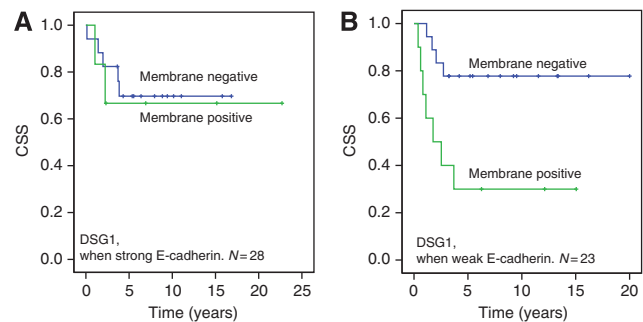 A
1.0
0.8
0.6
0.4
0.2
0.0
CSS
Membrane negative
Membrane positive
DSG1,
when strong E-cadherin. N=28
0 5 10 15 20 25
Time (years)
B
1.0
0.8
0.6
0.4
0.2
0.0
CSS
Membrane negative
Membrane positive
DSG1,
when weak E-cadherin. N=23
0 5 10 15 20
Time (years)